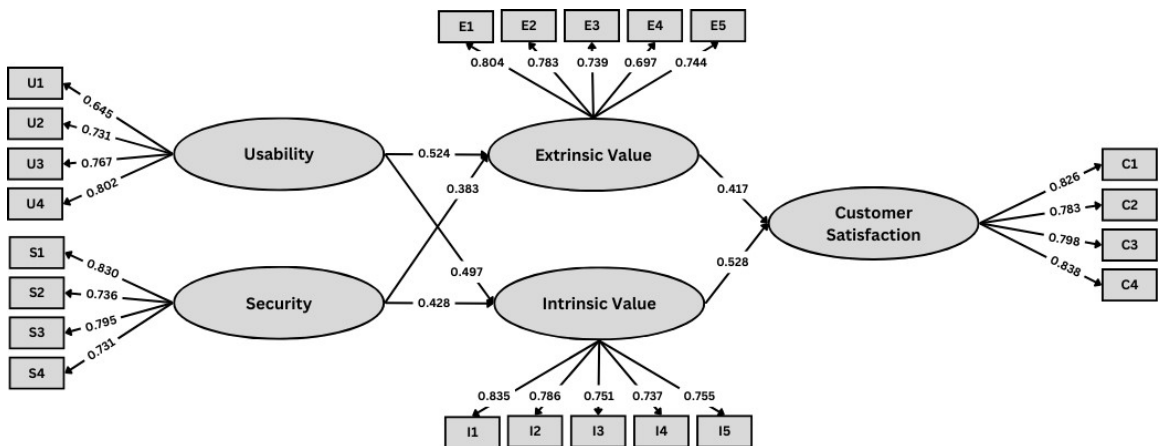 E1
E2
E3
E4
E5
0.804
0.783
0.739
0.697
0.744
U1
U2
U3
U4
0.645
0.731
0.767
0.802
Usability
0.524
0.383
Extrinsic Value
0.417
Customer
Satisfaction
0.826
0.783
0.798
0.838
C1
C2
C3
C4
S1
S2
S3
S4
0.830
0.736
0.795
0.731
Security
0.497
0.428
Intrinsic Value
0.528
0.835
0.786
0.751
0.737
0.755
I1
I2
I3
I4
I5